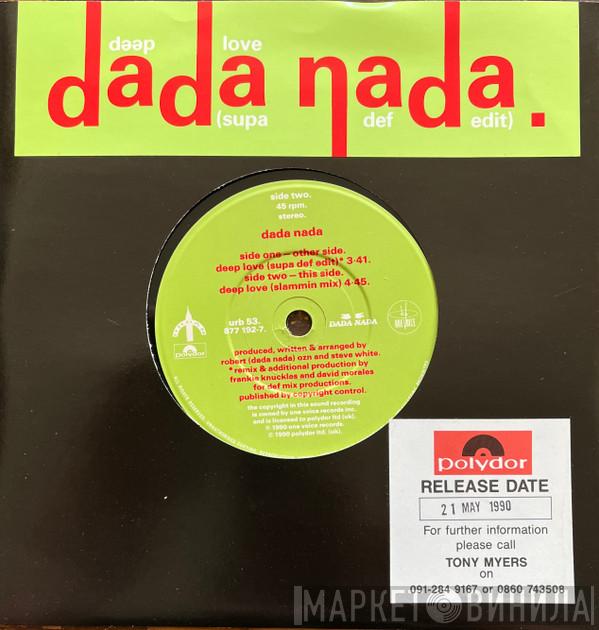 dəəp love
dada nada.
(supa def edit)
side two.
45 rpm.
stereo.
dada nada
side one – other side.
deep love (supa def edit)* 3·41.
side two – this side.
deep love (slammin mix) 4·45.
urb 53.
877 192-7.
polydor
DADA NADA
ONE VOICE
produced, written & arranged by
robert (dada nada) ozn and steve white.
*remix & additional production by
frankie knuckles and david morales
for def mix productions.
published by copyright control.
the copyright in this sound recording
is owned by one voice records inc.
and is licensed to polydor ltd (uk).
℗ 1990 one voice records.
© 1990 polydor ltd. (uk).
polydor
RELEASE DATE
21 MAY 1990
For further information
please call
TONY MYERS
on
091-284 9167 or 0860 743508
МАРКЕТ ВИНИЛА